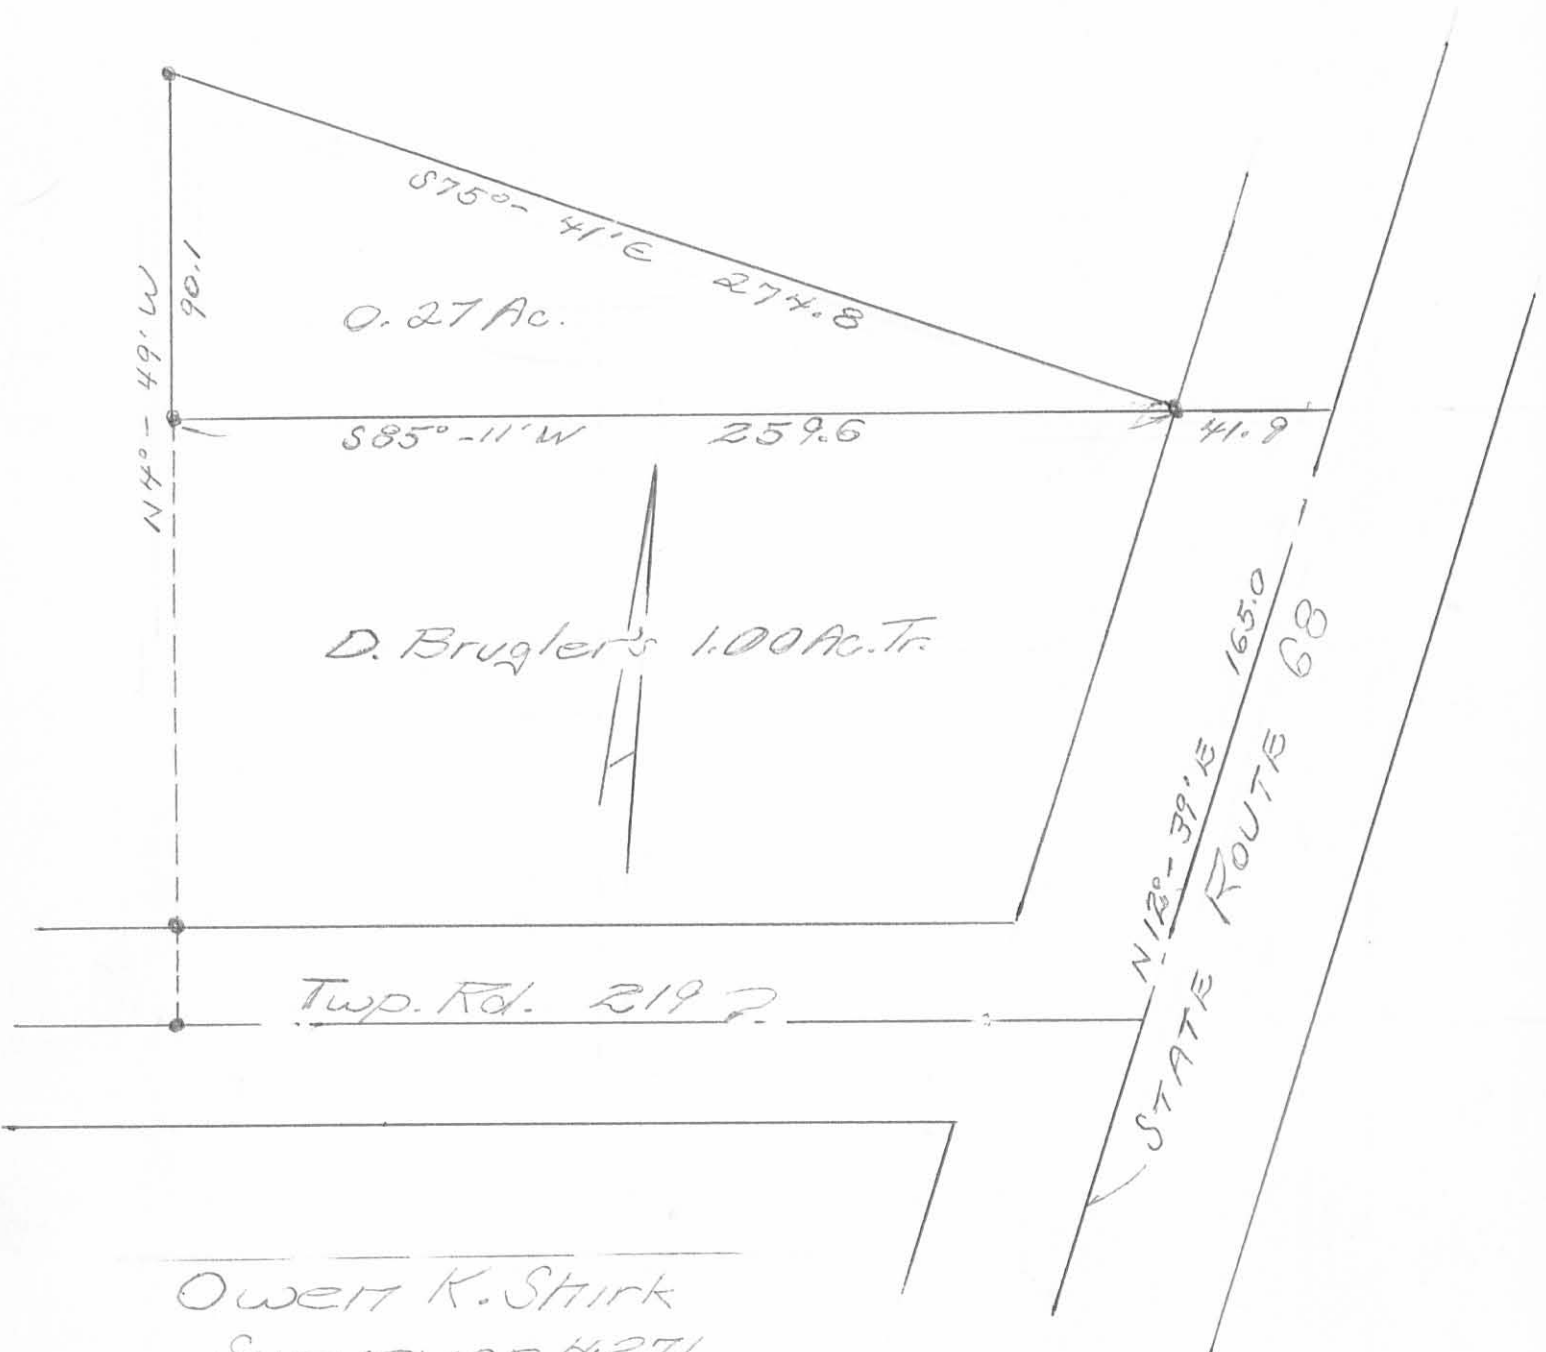 S75°-41'E 274.8
90.1
N4°-49'W
0.27 Ac.
S85°-11'W 259.6
41.9
D. Brugler's 1.00 Ac. Tr.
165.0
N12°-39'E
STATE ROUTE 68
Twp. Rd. 219 ?
Owen K. Shirk